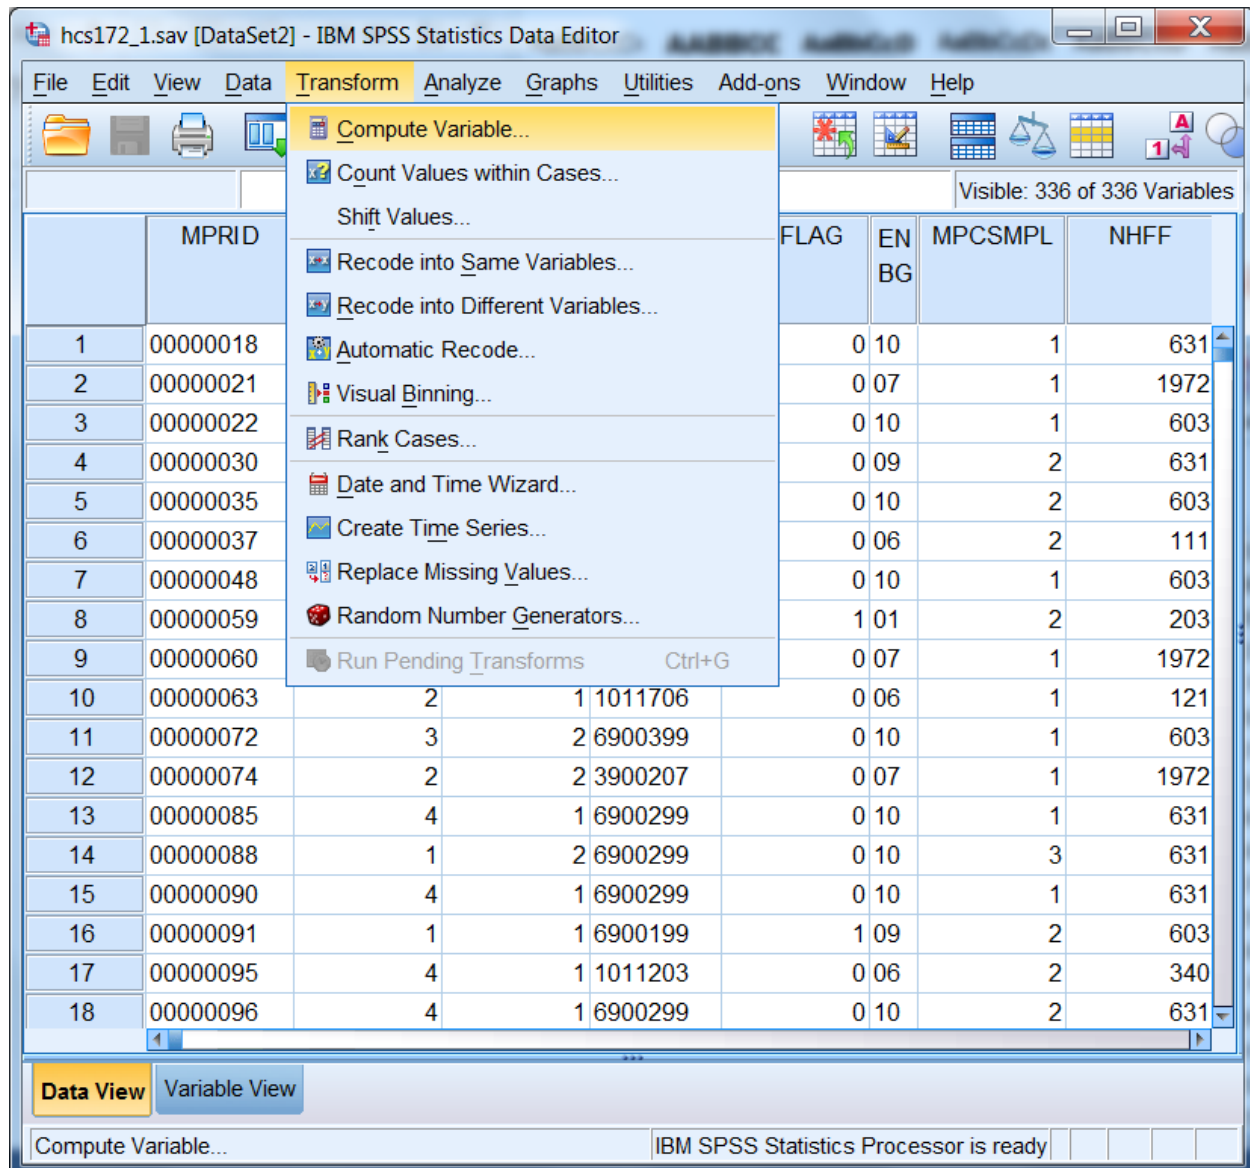 hcs172_1.sav [DataSet2] - IBM SPSS Statistics Data Editor
File Edit View Data Transform Analyze Graphs Utilities Add-ons Window Help
Compute Variable...
Count Values within Cases...
Shift Values...
Recode into Same Variables...
Recode into Different Variables...
Automatic Recode...
Visual Binning...
Rank Cases...
Date and Time Wizard...
Create Time Series...
Replace Missing Values...
Random Number Generators...
Run Pending Transforms Ctrl+G
Visible: 336 of 336 Variables
MPRID FLAG EN BG MPCSMPL NHFF
1 00000018 0 10 1 631
2 00000021 0 07 1 1972
3 00000022 0 10 1 603
4 00000030 0 09 2 631
5 00000035 0 10 2 603
6 00000037 0 06 2 111
7 00000048 0 10 1 603
8 00000059 1 01 2 203
9 00000060 0 07 1 1972
10 00000063 2 1 1011706 0 06 1 121
11 00000072 3 2 6900399 0 10 1 603
12 00000074 2 2 3900207 0 07 1 1972
13 00000085 4 1 6900299 0 10 1 631
14 00000088 1 2 6900299 0 10 3 631
15 00000090 4 1 6900299 0 10 1 631
16 00000091 1 1 6900199 1 09 2 603
17 00000095 4 1 1011203 0 06 2 340
18 00000096 4 1 6900299 0 10 2 631
Data View Variable View
Compute Variable... IBM SPSS Statistics Processor is ready